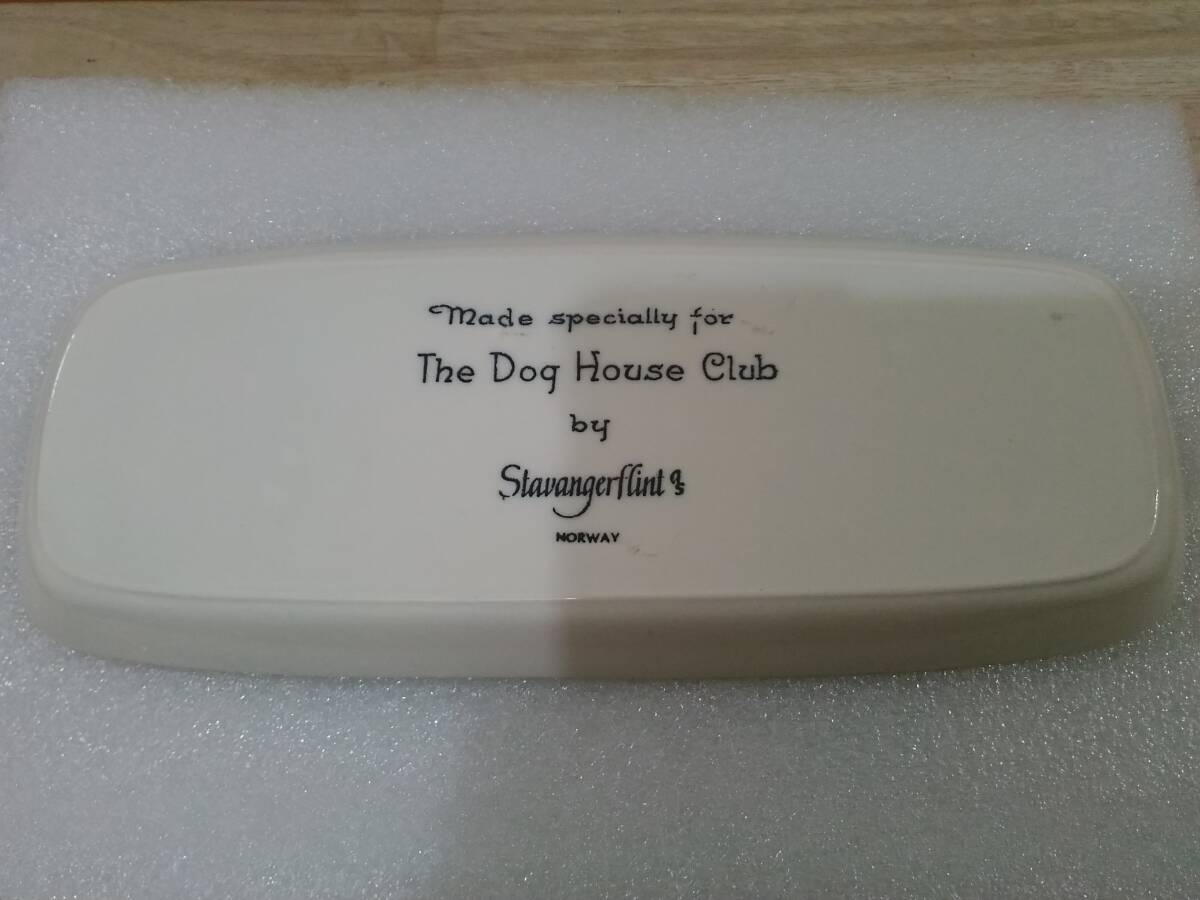 Made specially for
The Dog House Club
by
Stavangerflint a/s
NORWAY